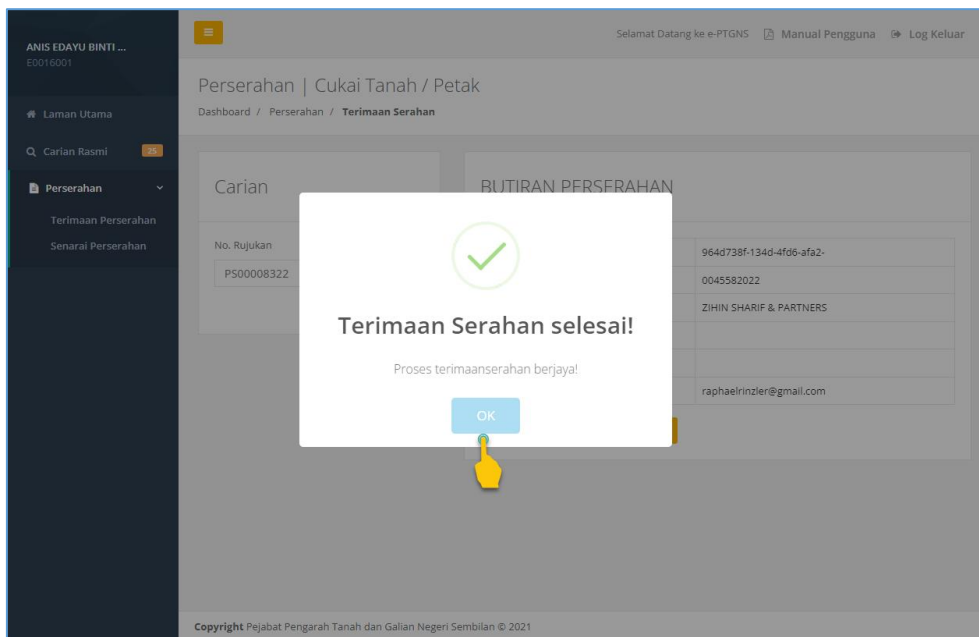 ANIS EDAYU BINTI ...
E0016001
Laman Utama
Carian Rasmi 25
Perserahan
Terimaan Perserahan
Senarai Perserahan
Selamat Datang ke e-PTGNS Manual Pengguna Log Keluar
Perserahan | Cukai Tanah / Petak
Dashboard / Perserahan / Terimaan Serahan
Carian
No. Rujukan
PS00008322
BUTIRAN PERSERAHAN
964d738f-134d-4fd6-afa2-
0045582022
ZIHIN SHARIF & PARTNERS
raphaelrinzler@gmail.com
Terimaan Serahan selesai!
Proses terimaanserahan berjaya!
OK
Copyright Pejabat Pengarah Tanah dan Galian Negeri Sembilan © 2021